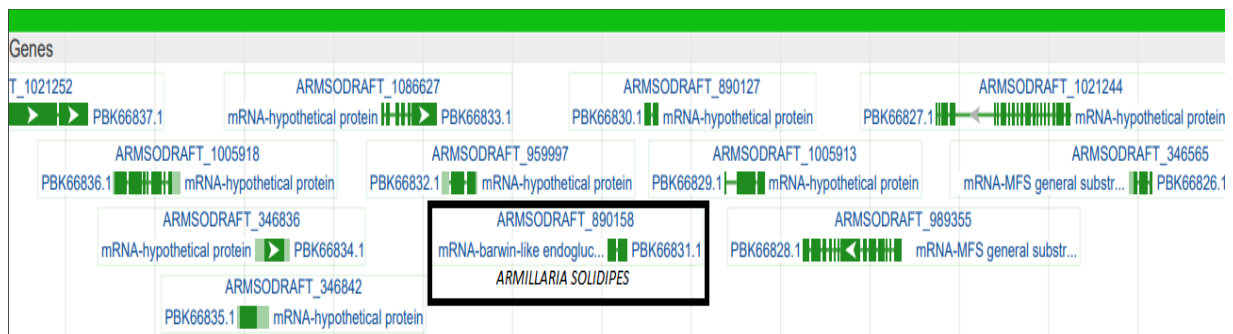 Genes
T_1021252 ARMSODRAFT_1086627 ARMSODRAFT_890127 ARMSODRAFT_1021244
PBK66837.1 mRNA-hypothetical protein PBK66833.1 PBK66830.1 mRNA-hypothetical protein PBK66827.1 mRNA-hypothetical protein
ARMSODRAFT_1005918 ARMSODRAFT_959997 ARMSODRAFT_1005913 ARMSODRAFT_346565
PBK66836.1 mRNA-hypothetical protein PBK66832.1 mRNA-hypothetical protein PBK66829.1 mRNA-hypothetical protein mRNA-MFS general substr... PBK66826.1
ARMSODRAFT_346836 ARMSODRAFT_890158 ARMSODRAFT_989355
mRNA-hypothetical protein PBK66834.1 mRNA-barwin-like endogluc... PBK66831.1 PBK66828.1 mRNA-MFS general substr...
ARMILLARIA SOLIDIPES
ARMSODRAFT_346842
PBK66835.1 mRNA-hypothetical protein